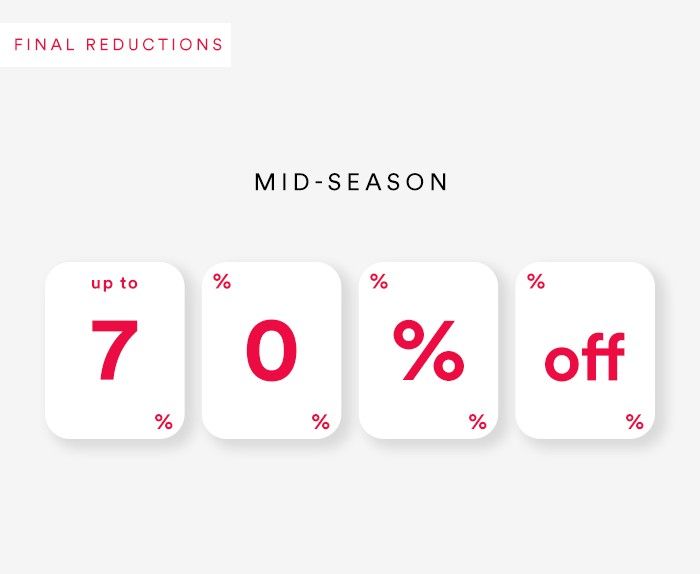 FINAL REDUCTIONS
MID-SEASON
up to
% % %
7 0 % off
% % % %